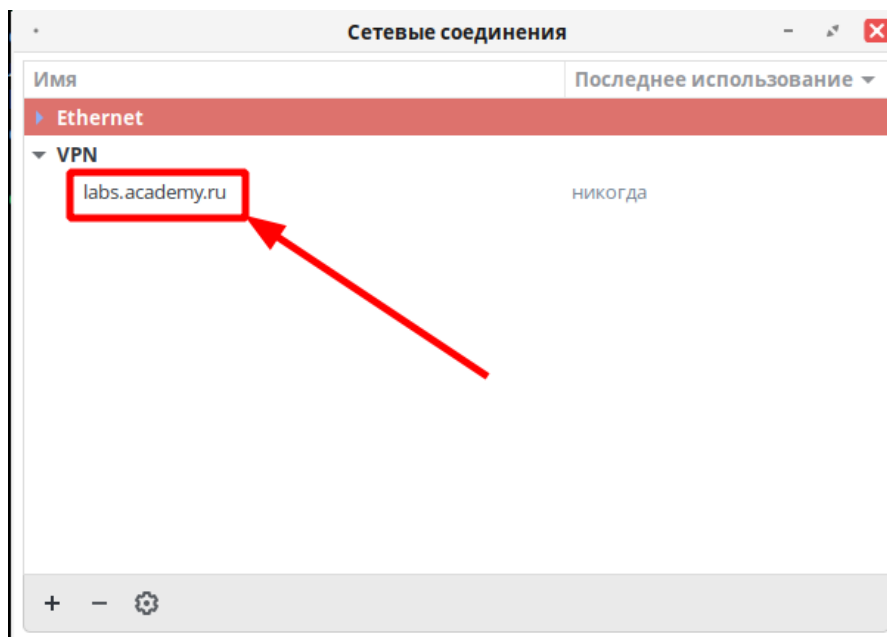 Сетевые соединения
Имя Последнее использование
Ethernet
VPN
labs.academy.ru никогда